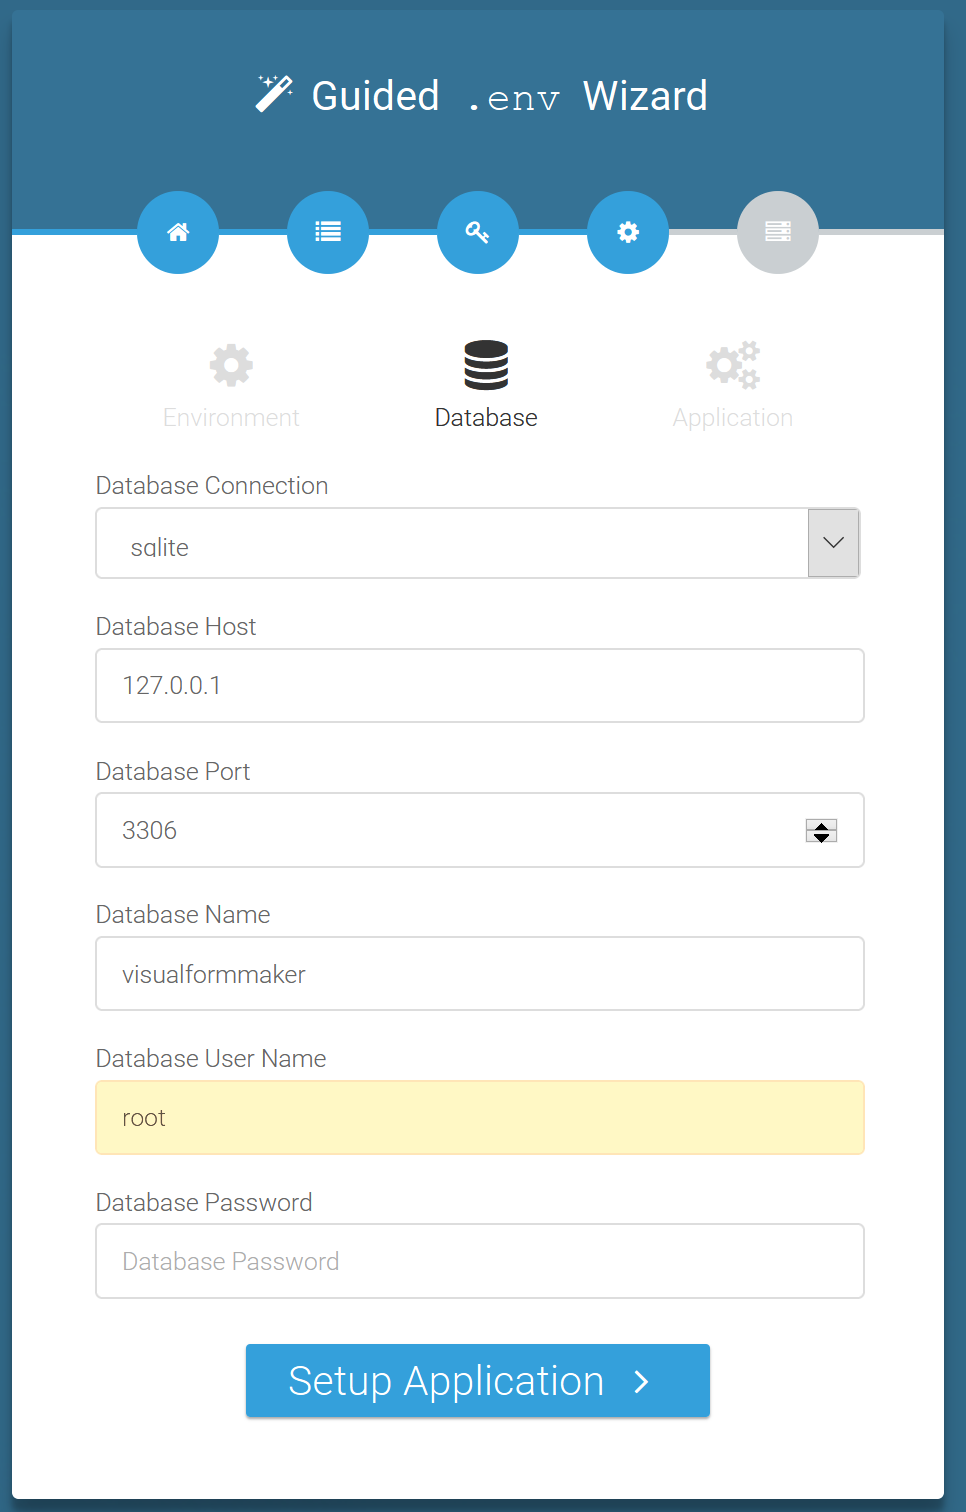 Guided .env Wizard
Environment
Database
Application
Database Connection
sqlite
Database Host
127.0.0.1
Database Port
3306
Database Name
visualformmaker
Database User Name
root
Database Password
Database Password
Setup Application